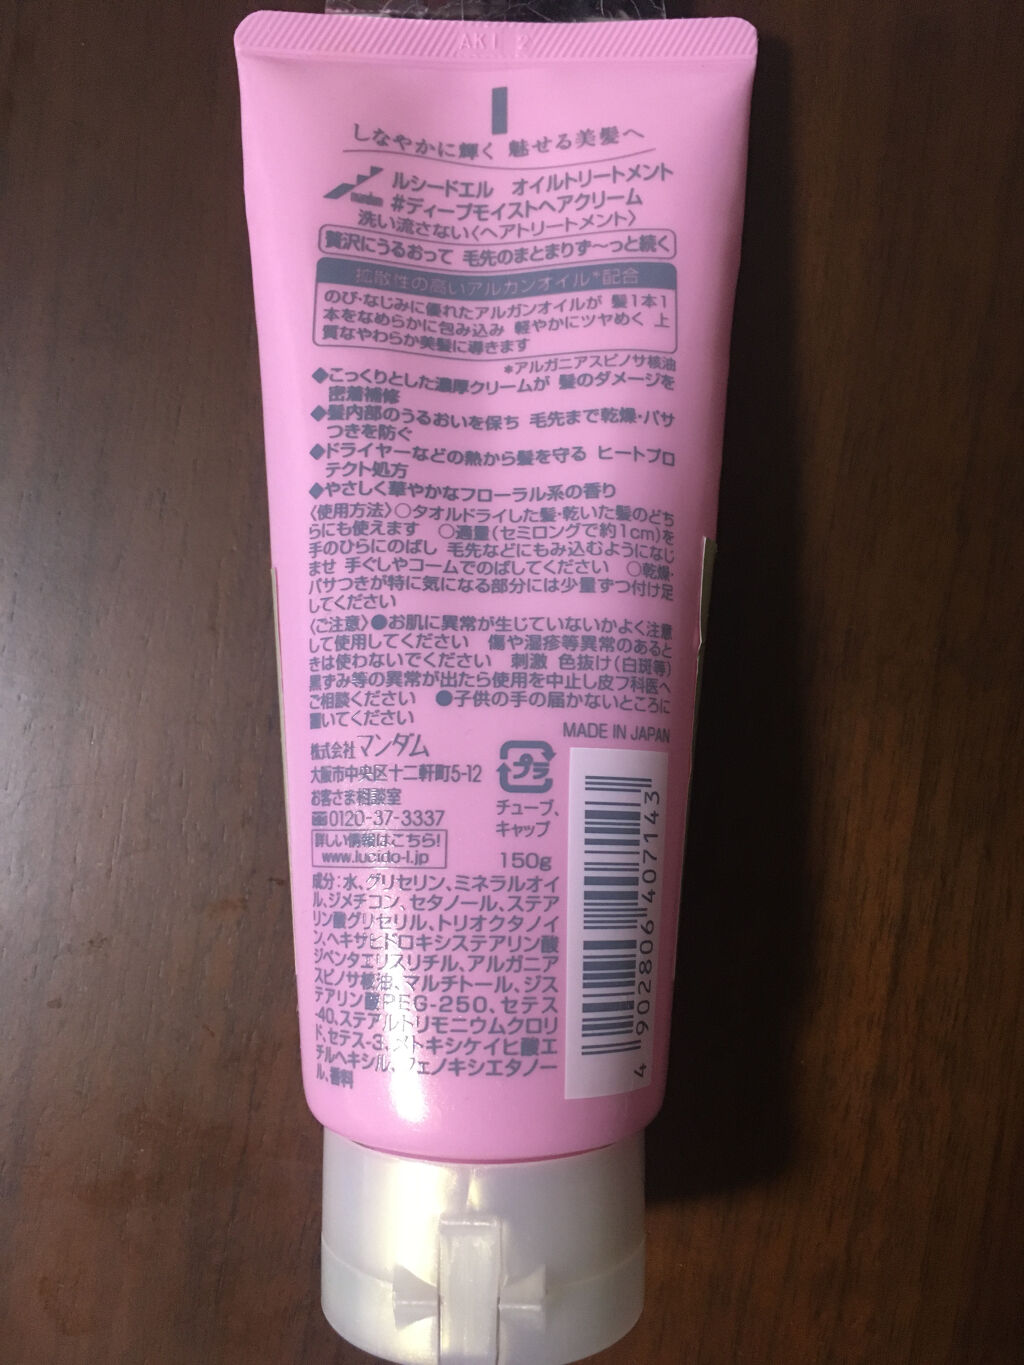 AK1 2
しなやかに輝く 魅せる美髪へ
ルシードエル オイルトリートメント
#ディープモイストヘアクリーム
洗い流さない〈ヘアトリートメント〉
贅沢にうるおって 毛先のまとまりず〜っと続く
拡散性の高いアルガンオイル*配合
のび・なじみに優れたアルガンオイルが 髪1本1
本をなめらかに包み込み 軽やかにツヤめく 上
質なやわらか美髪に導きます
*アルガニアスピノサ核油
◆こっくりとした濃厚クリームが 髪のダメージを
密着補修
◆髪内部のうるおいを保ち 毛先まで乾燥・パサ
つきを防ぐ
◆ドライヤーなどの熱から髪を守る ヒートプロ
テクト処方
◆やさしく華やかなフローラル系の香り
〈使用方法〉○タオルドライした髪・乾いた髪のどち
らにも使えます ○適量(セミロングで約1cm)を
手のひらにのばし 毛先などにもみ込むようになじ
ませ 手ぐしやコームでのばしてください ○乾燥・
パサつきが特に気になる部分には少量ずつ付け足
してください
〈ご注意〉●お肌に異常が生じていないかよく注意
して使用してください 傷や湿疹等異常のあると
きは使わないでください 刺激 色抜け(白斑等)
黒ずみ等の異常が出たら使用を中止し皮フ科医へ
ご相談ください ●子供の手の届かないところに
置いてください
MADE IN JAPAN
株式会社マンダム
大阪市中央区十二軒町5-12
お客さま相談室
0120-37-3337
詳しい情報はこちら!
www.lucido-l.jp
プラ
チューブ、
キャップ
150g
成分:水、グリセリン、ミネラルオイ
ル、ジメチコン、セタノール、ステア
リン酸グリセリル、トリオクタノイ
ン、ヘキサヒドロキシステアリン酸
ジペンタエリスリチル、アルガニア
スピノサ核油、マルチトール、ジス
テアリン酸PEG-250、セテス
-40、ステアルトリモニウムクロリ
ド、セテス-3、メトキシケイヒ酸エ
チルヘキシル、フェノキシエタノー
ル、香料
4 902806 407143